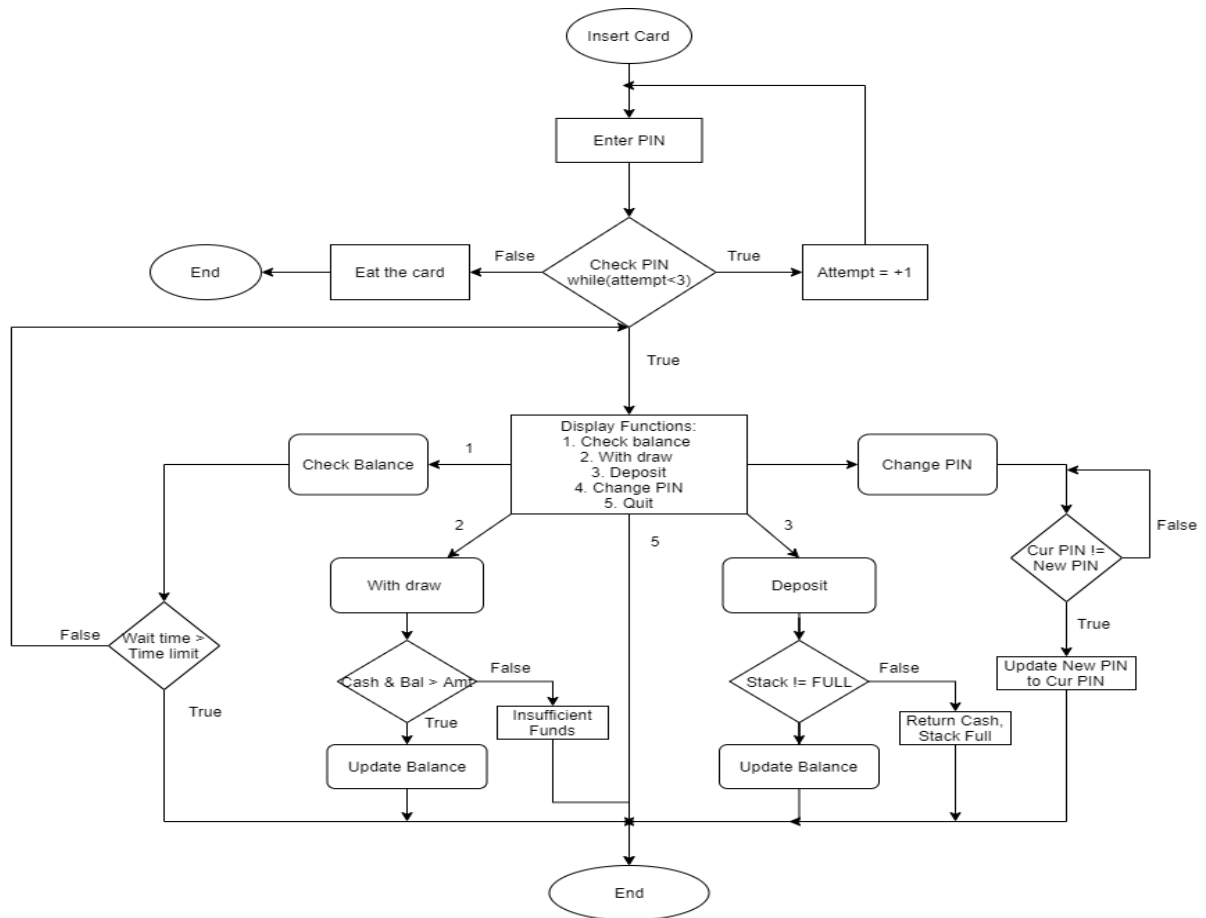 Insert Card
Enter PIN
False
True
End
Eat the card
Check PIN
while(attempt<3)
Attempt = +1
True
Display Functions:
1. Check balance
2. With draw
3. Deposit
4. Change PIN
5. Quit
Check Balance
1
Change PIN
2
5
3
False
Cur PIN !=
New PIN
With draw
Deposit
True
False
Wait time >
Time limit
False
False
Cash & Bal > Amt
Stack != FULL
Update New PIN
to Cur PIN
True
True
Insufficient
Funds
Return Cash,
Stack Full
Update Balance
Update Balance
End